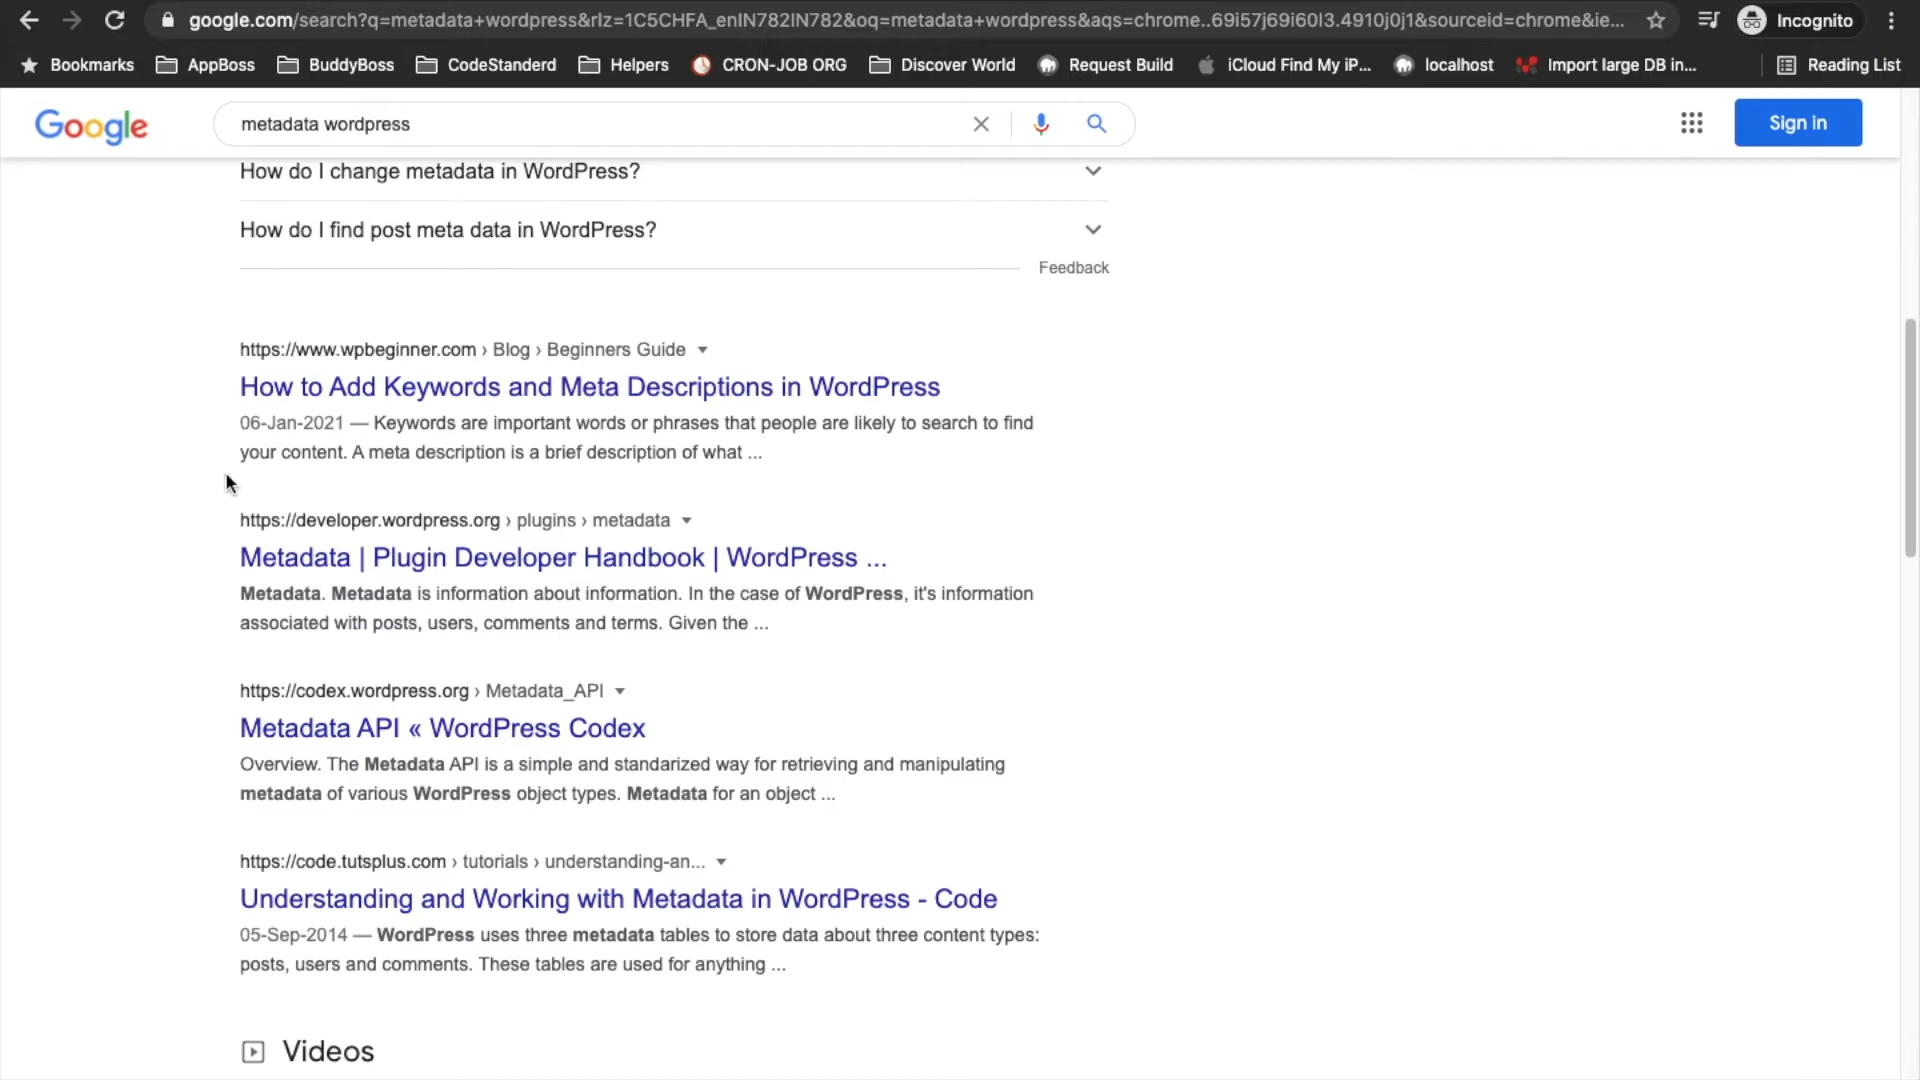 google.com/search?q=metadata+wordpress&rlz=1C5CHFA_enIN782IN782&oq=metadata+wordpress&aqs=chrome..69i57j69i60l3.4910j0j1&sourceid=chrome&ie... Incognito
Bookmarks AppBoss BuddyBoss CodeStanderd Helpers CRON-JOB ORG Discover World Request Build iCloud Find My iP... localhost Import large DB in... Reading List
Google metadata wordpress Sign in
How do I change metadata in WordPress?
How do I find post meta data in WordPress?
Feedback
https://www.wpbeginner.com › Blog › Beginners Guide
How to Add Keywords and Meta Descriptions in WordPress
06-Jan-2021 — Keywords are important words or phrases that people are likely to search to find
your content. A meta description is a brief description of what ...
https://developer.wordpress.org › plugins › metadata
Metadata | Plugin Developer Handbook | WordPress ...
Metadata. Metadata is information about information. In the case of WordPress, it's information
associated with posts, users, comments and terms. Given the ...
https://codex.wordpress.org › Metadata_API
Metadata API « WordPress Codex
Overview. The Metadata API is a simple and standarized way for retrieving and manipulating
metadata of various WordPress object types. Metadata for an object ...
https://code.tutsplus.com › tutorials › understanding-an...
Understanding and Working with Metadata in WordPress - Code
05-Sep-2014 — WordPress uses three metadata tables to store data about three content types:
posts, users and comments. These tables are used for anything ...
Videos